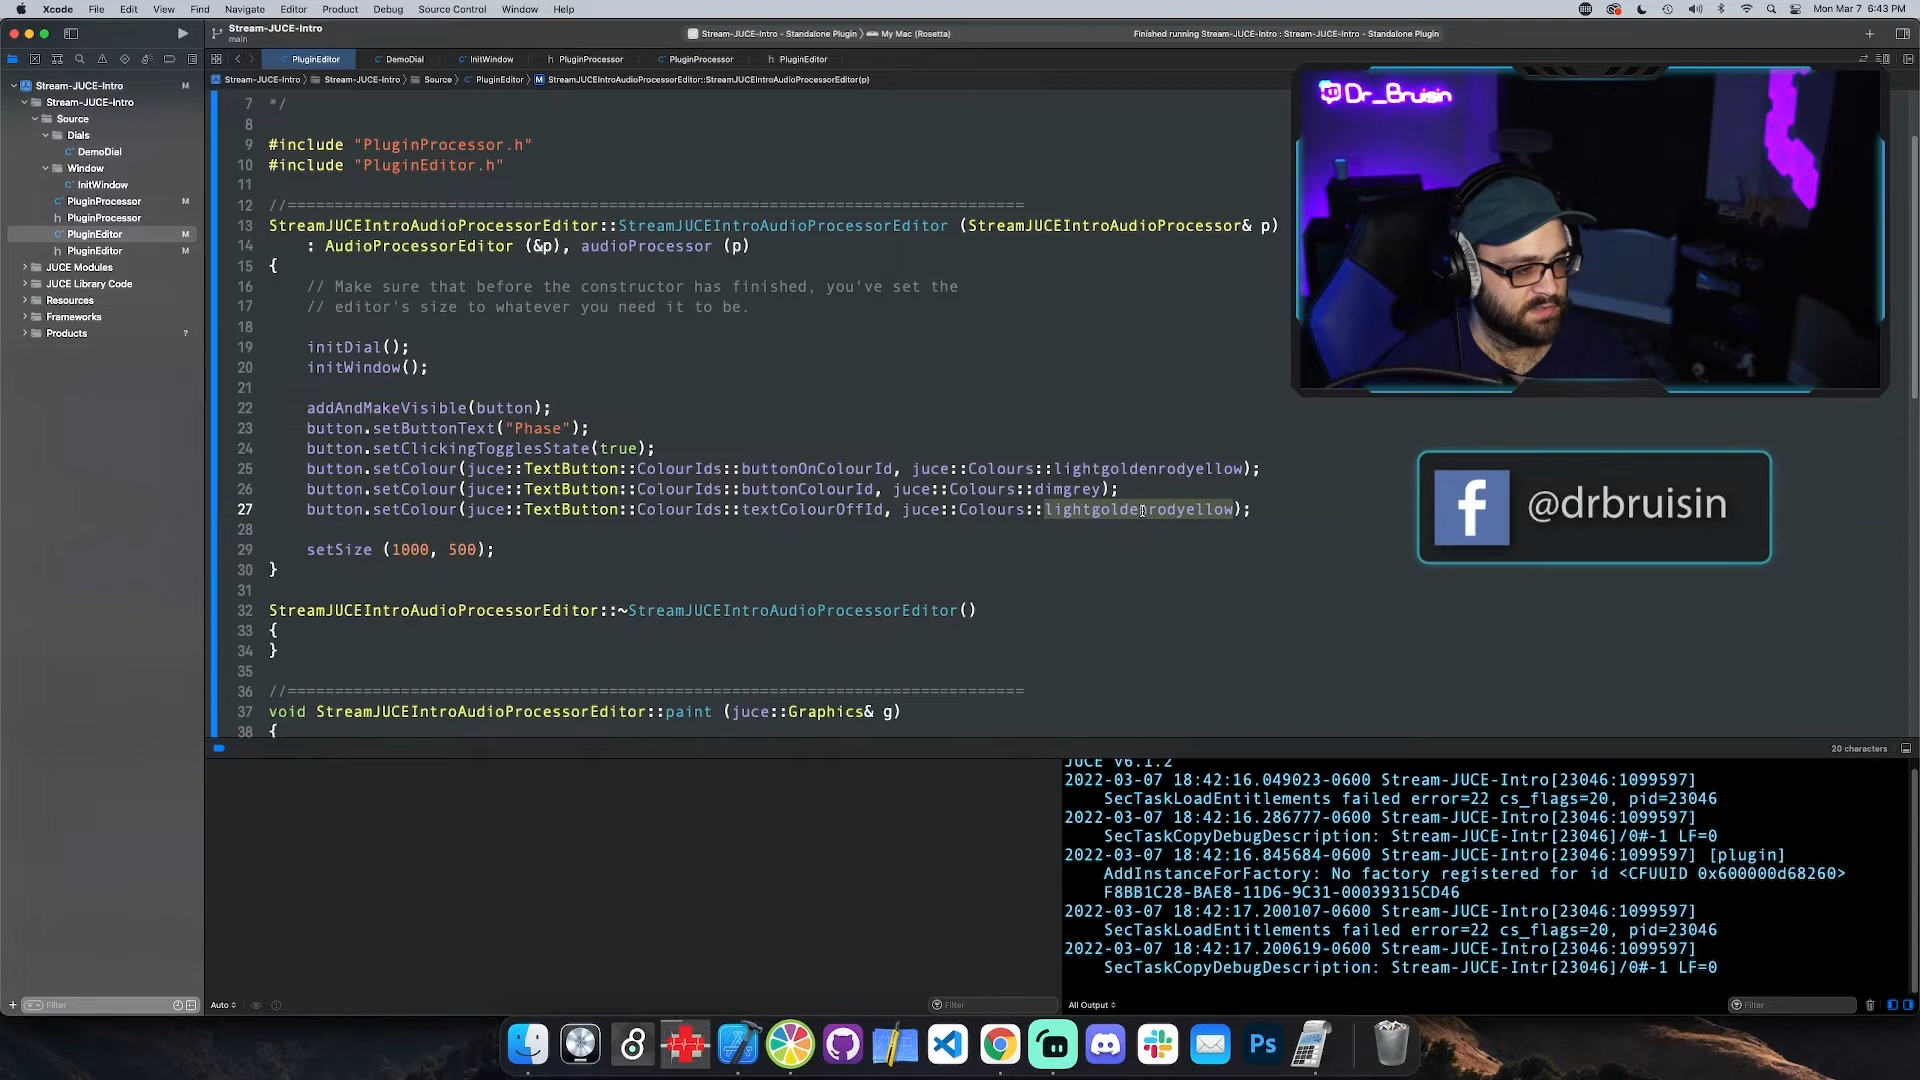 Xcode File Edit View Find Navigate Editor Product Debug Source Control Window Help Mon Mar 7 6:43 PM
Stream-JUCE-Intro
main
Stream-JUCE-Intro - Standalone Plugin 〉 My Mac (Rosetta)
Finished running Stream-JUCE-Intro : Stream-JUCE-Intro - Standalone Plugin
PluginEditor DemoDial InitWindow PluginProcessor PluginProcessor PluginEditor
Stream-JUCE-Intro 〉 Stream-JUCE-Intro 〉 Source 〉 PluginEditor 〉 StreamJUCEIntroAudioProcessorEditor::StreamJUCEIntroAudioProcessorEditor(p)
Stream-JUCE-Intro M
Stream-JUCE-Intro
Source
Dials
DemoDial
Window
InitWindow
PluginProcessor M
PluginProcessor
PluginEditor M
PluginEditor M
JUCE Modules
JUCE Library Code
Resources
Frameworks
Products ?
7 */
8
9 #include "PluginProcessor.h"
10 #include "PluginEditor.h"
11
12 //==============================================================================
13 StreamJUCEIntroAudioProcessorEditor::StreamJUCEIntroAudioProcessorEditor (StreamJUCEIntroAudioProcessor& p)
14 : AudioProcessorEditor (&p), audioProcessor (p)
15 {
16 // Make sure that before the constructor has finished, you've set the
17 // editor's size to whatever you need it to be.
18
19 initDial();
20 initWindow();
21
22 addAndMakeVisible(button);
23 button.setButtonText("Phase");
24 button.setClickingTogglesState(true);
25 button.setColour(juce::TextButton::ColourIds::buttonOnColourId, juce::Colours::lightgoldenrodyellow);
26 button.setColour(juce::TextButton::ColourIds::buttonColourId, juce::Colours::dimgrey);
27 button.setColour(juce::TextButton::ColourIds::textColourOffId, juce::Colours::lightgoldenrodyellow);
28
29 setSize (1000, 500);
30 }
31
32 StreamJUCEIntroAudioProcessorEditor::~StreamJUCEIntroAudioProcessorEditor()
33 {
34 }
35
36 //==============================================================================
37 void StreamJUCEIntroAudioProcessorEditor::paint (juce::Graphics& g)
38 {
Dr_Bruisin
f @drbruisin
20 characters
JUCE v6.1.2
2022-03-07 18:42:16.049023-0600 Stream-JUCE-Intro[23046:1099597]
SecTaskLoadEntitlements failed error=22 cs_flags=20, pid=23046
2022-03-07 18:42:16.286777-0600 Stream-JUCE-Intro[23046:1099597]
SecTaskCopyDebugDescription: Stream-JUCE-Intr[23046]/0#-1 LF=0
2022-03-07 18:42:16.845684-0600 Stream-JUCE-Intro[23046:1099597] [plugin]
AddInstanceForFactory: No factory registered for id <CFUUID 0x600000d68260>
F8BB1C28-BAE8-11D6-9C31-00039315CD46
2022-03-07 18:42:17.200107-0600 Stream-JUCE-Intro[23046:1099597]
SecTaskLoadEntitlements failed error=22 cs_flags=20, pid=23046
2022-03-07 18:42:17.200619-0600 Stream-JUCE-Intro[23046:1099597]
SecTaskCopyDebugDescription: Stream-JUCE-Intr[23046]/0#-1 LF=0
Filter Auto Filter All Output Filter
Ps